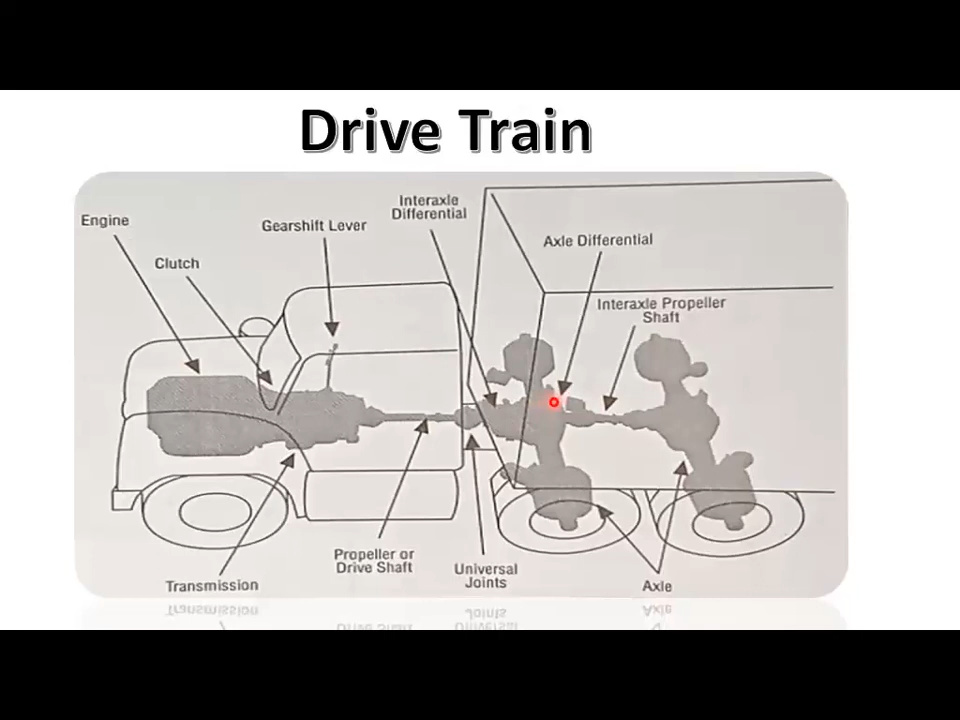 Drive Train
Interaxle
Differential
Engine
Gearshift Lever
Axle Differential
Clutch
Interaxle Propeller
Shaft
Propeller or
Drive Shaft
Universal
Joints
Transmission
Axle